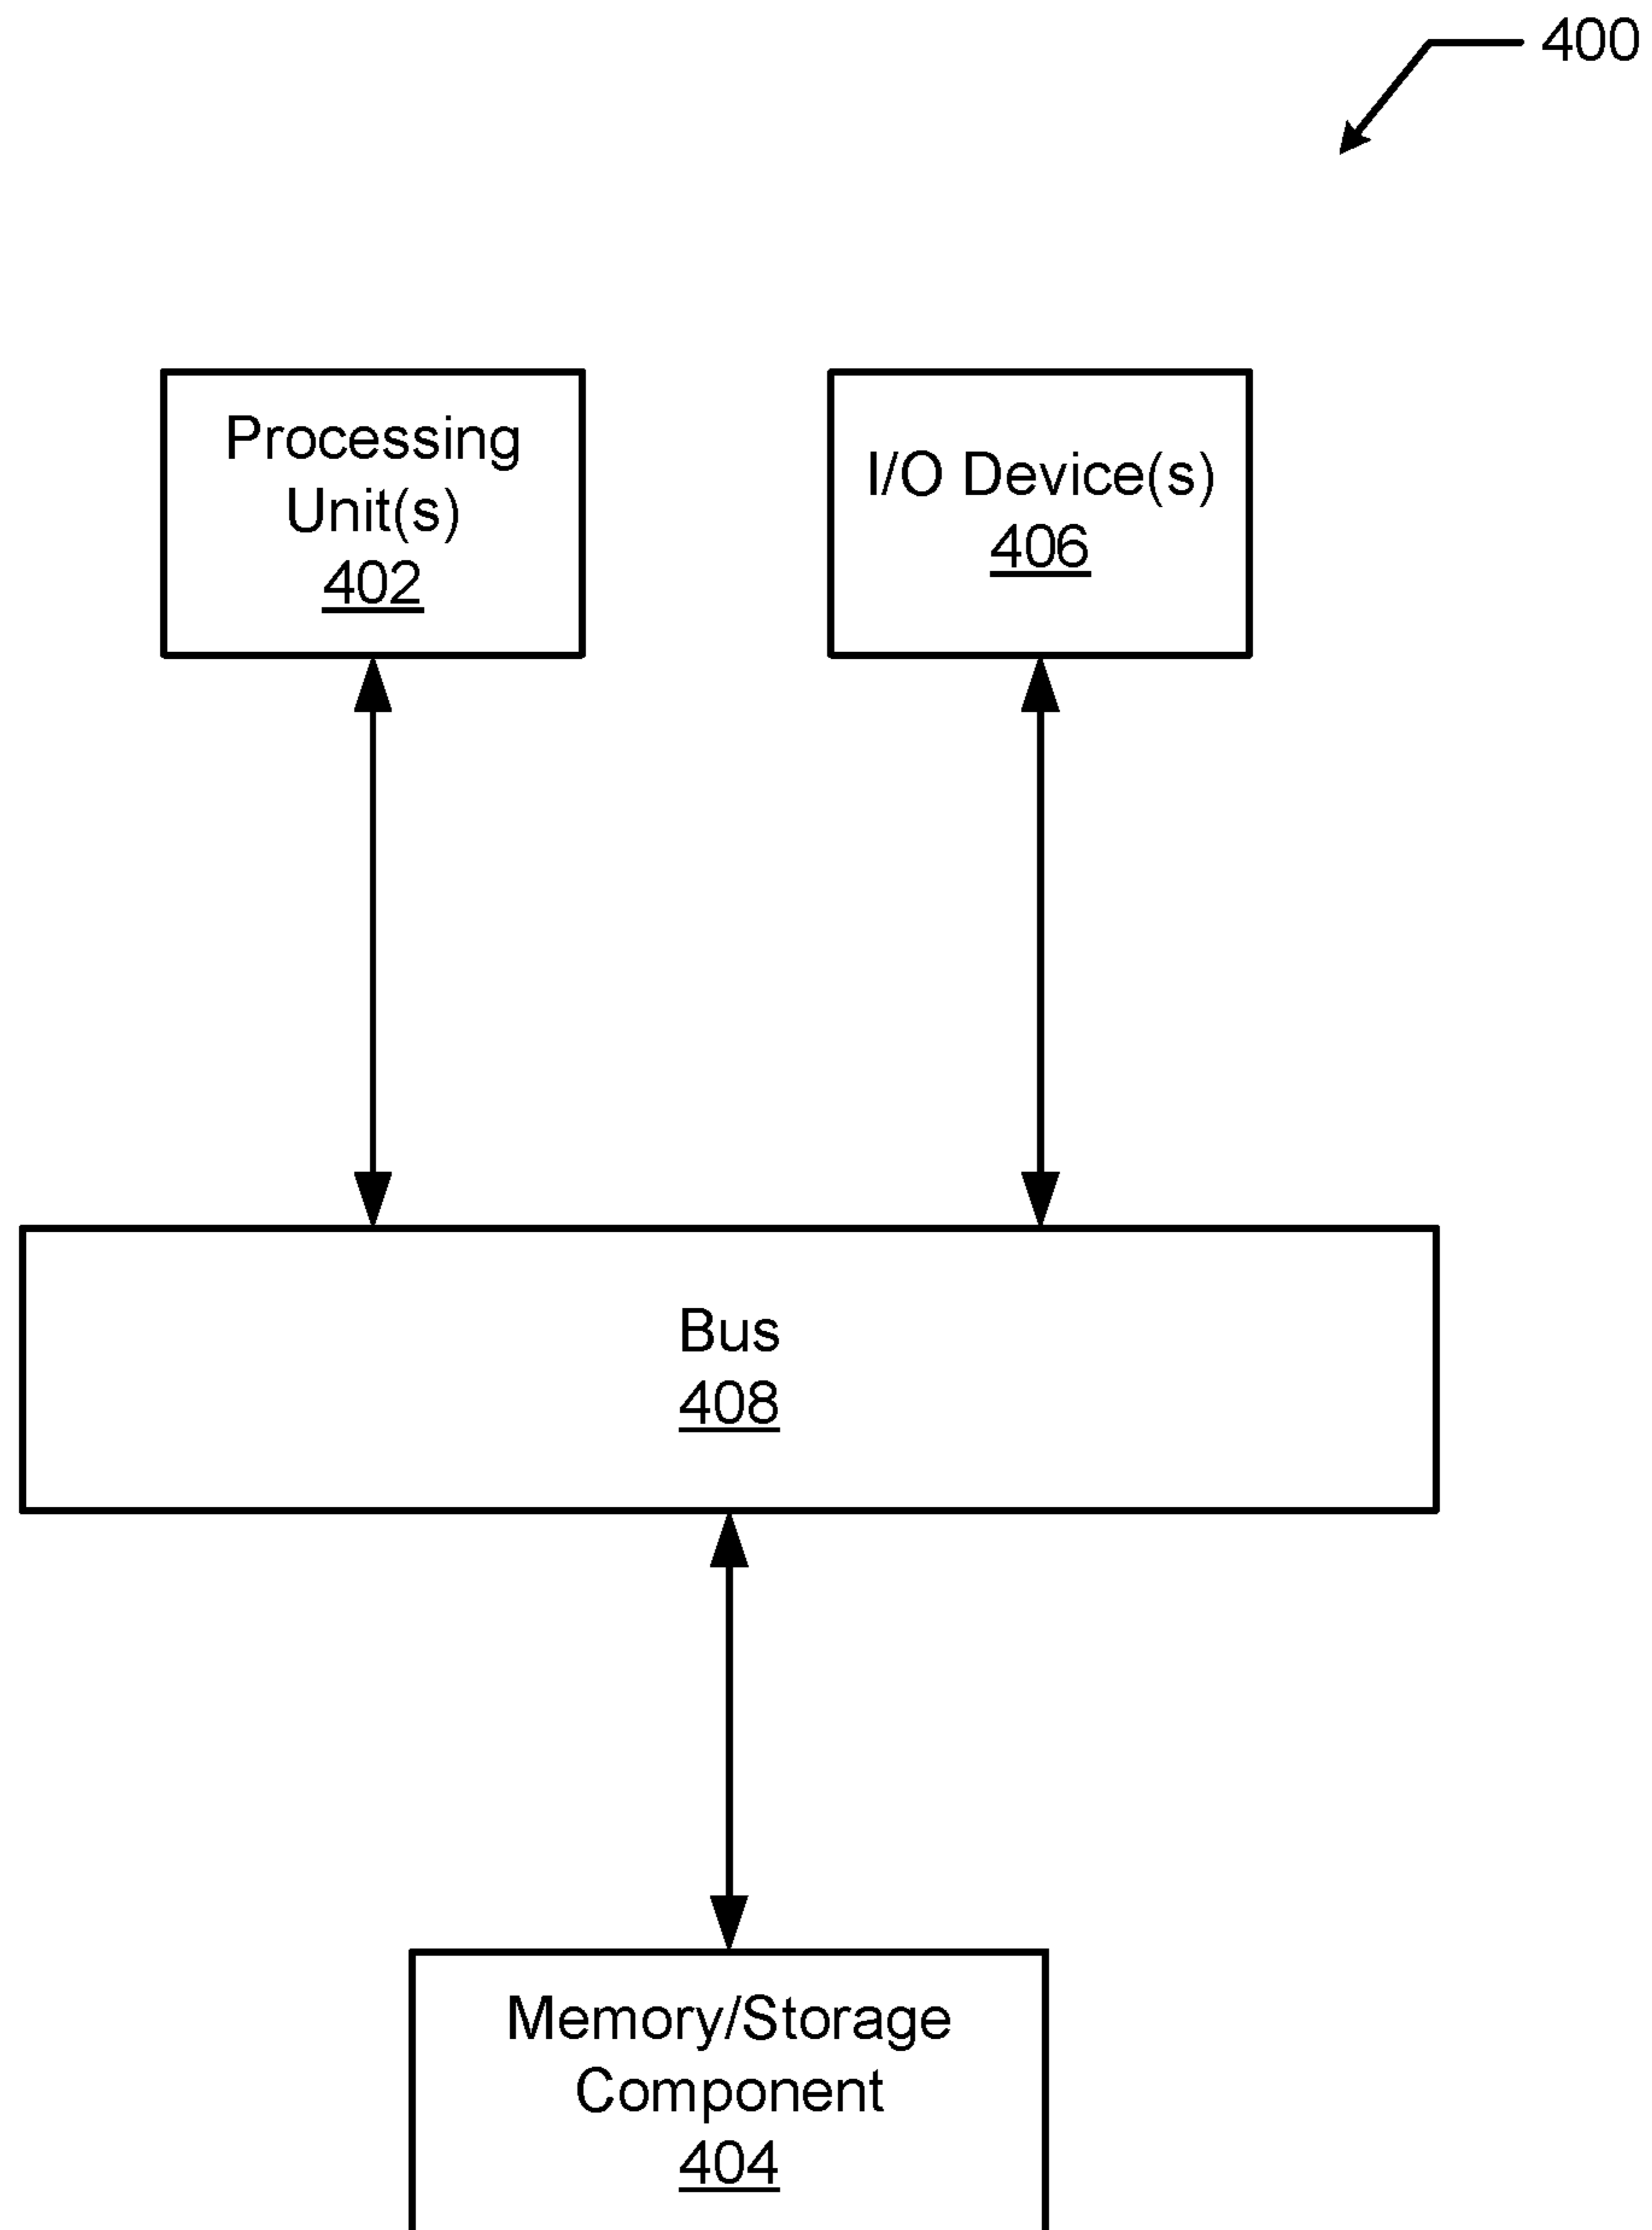 400
Processing
Unit(s)
402
I/O Device(s)
406
Bus
408
Memory/Storage
Component
404